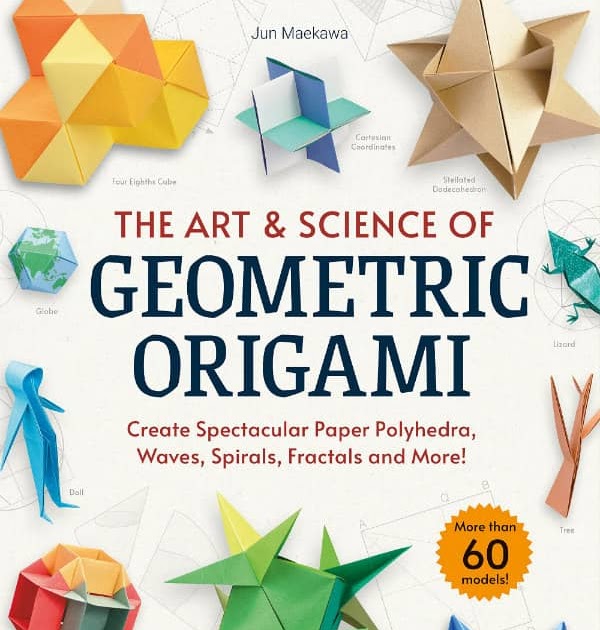 Jun Maekawa
Cartesian
Coordinates
Four Eighths Cube
Stellated
Dodecahedron
THE ART & SCIENCE OF
GEOMETRIC
ORIGAMI
Globe
Lizard
Create Spectacular Paper Polyhedra,
Waves, Spirals, Fractals and More!
Doll
Q
B
A
More than
60
models!
Tree